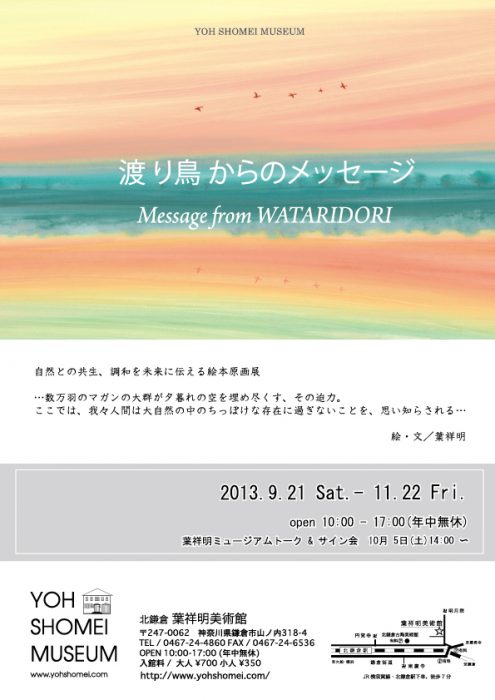 YOH SHOMEI MUSEUM
渡り鳥からのメッセージ
Message from WATARIDORI
自然との共生、調和を未来に伝える絵本原画展
…数万羽のマガンの大群が夕暮れの空を埋め尽くす、その迫力。
ここでは、我々人間は大自然の中のちっぽけな存在に過ぎないことを、思い知らされる…
絵・文／葉祥明
2013.9.21 Sat.- 11.22 Fri.
open 10:00 - 17:00(年中無休)
葉祥明ミュージアムトーク & サイン会 10月 5日(土)14:00 〜
YOH
SHOMEI
MUSEUM
www.yohshomei.com
北鎌倉 葉祥明美術館
〒247-0062 神奈川県鎌倉市山ノ内318-4
TEL / 0467-24-4860 FAX / 0467-24-6536
OPEN 10:00-17:00 (年中無休)
入館料 / 大人 ¥700 小人 ¥350
http://www.yohshomei.com/
葉祥明美術館
北鎌倉駅
鎌倉街道
JR 横須賀線・北鎌倉駅下車、徒歩７分